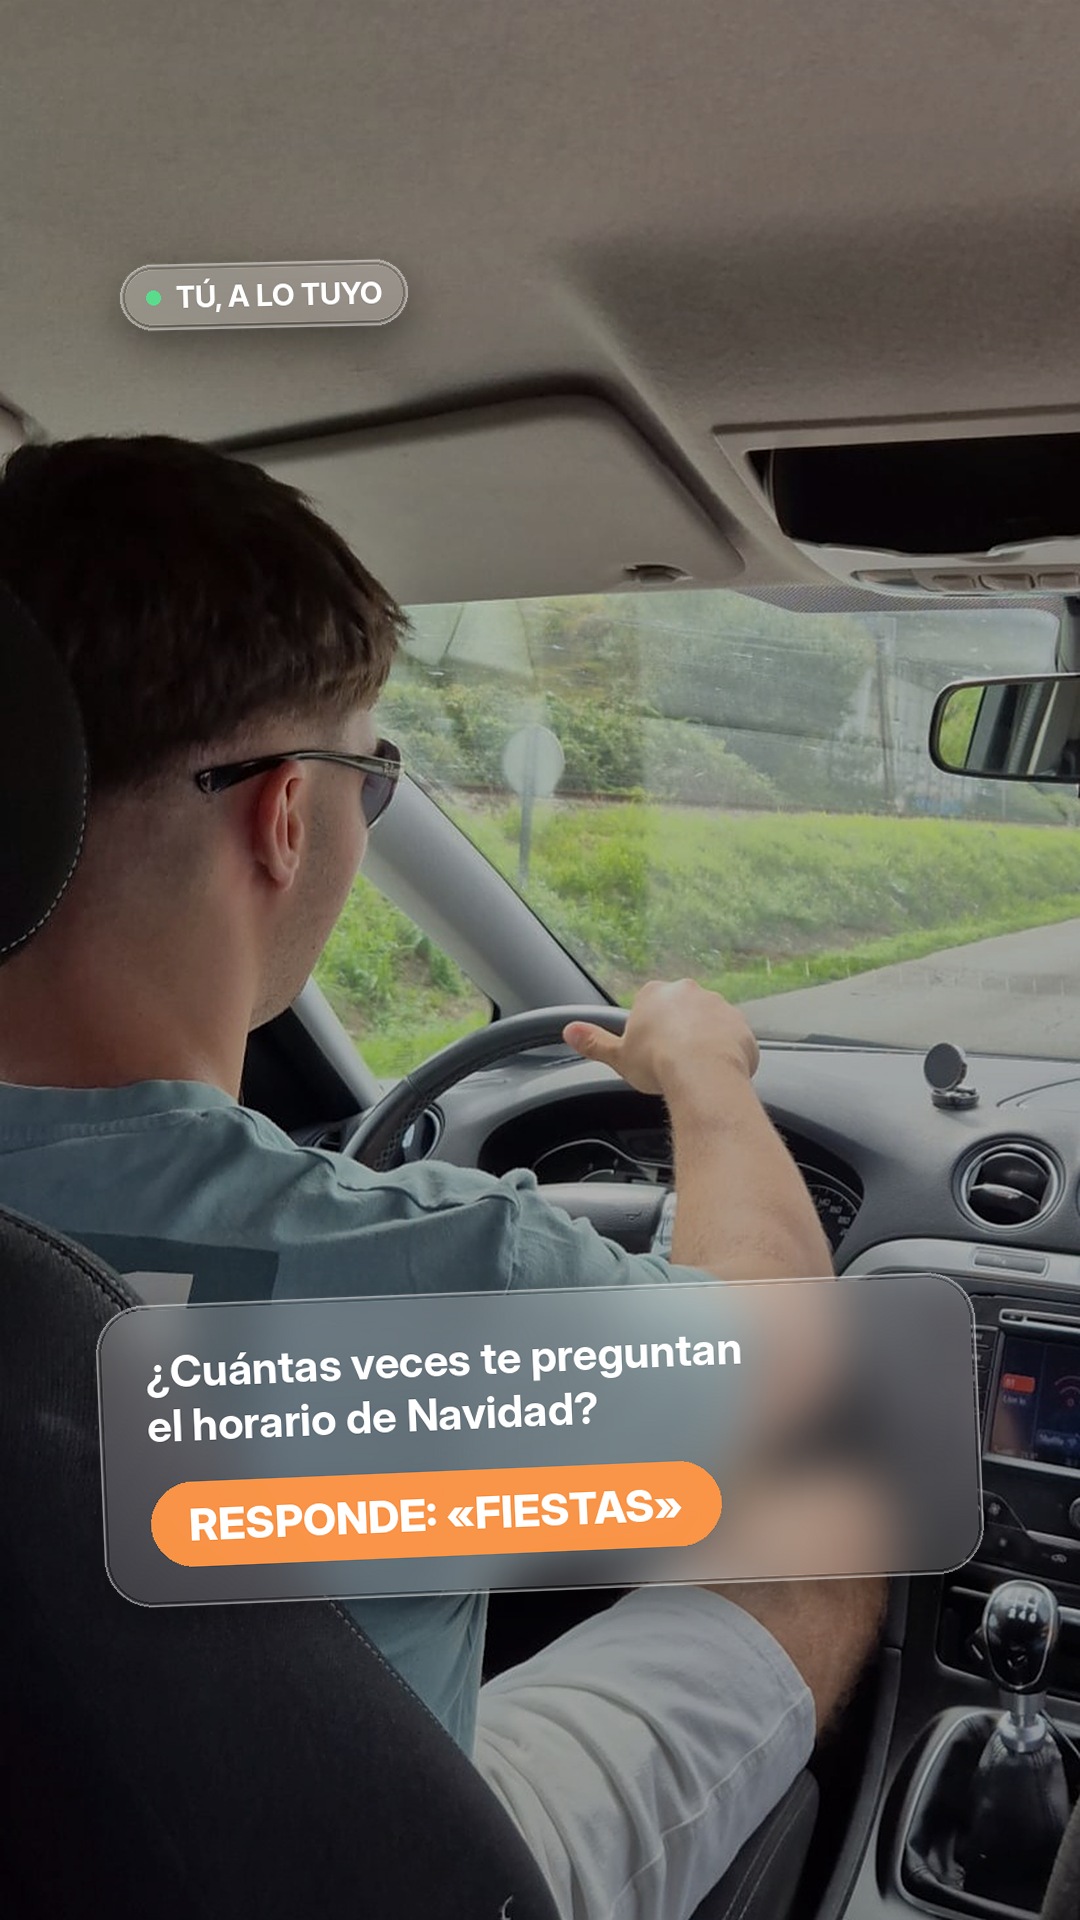 TÚ, A LO TUYO
¿Cuántas veces te preguntan
el horario de Navidad?
RESPONDE: «FIESTAS»